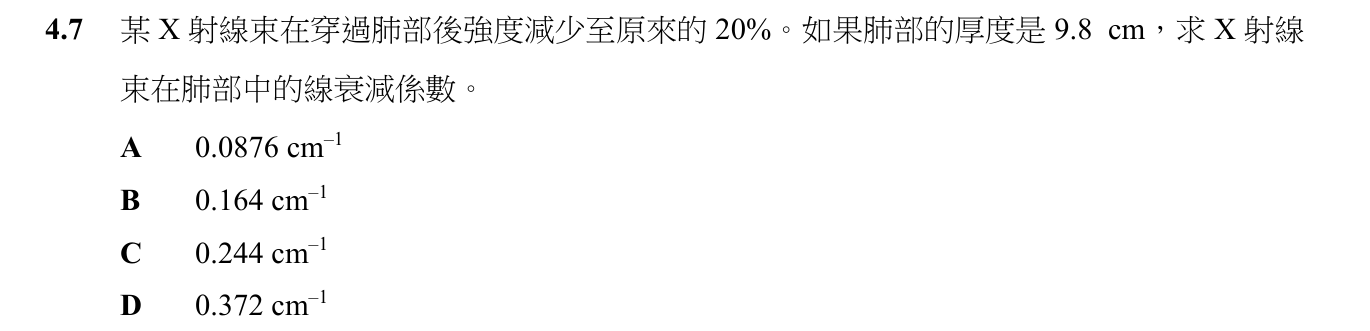 4.7 某 X 射線束在穿過肺部後強度減少至原來的 20%。如果肺部的厚度是 9.8 cm，求 X 射線
束在肺部中的線衰減係數。
A 0.0876 cm⁻¹
B 0.164 cm⁻¹
C 0.244 cm⁻¹
D 0.372 cm⁻¹